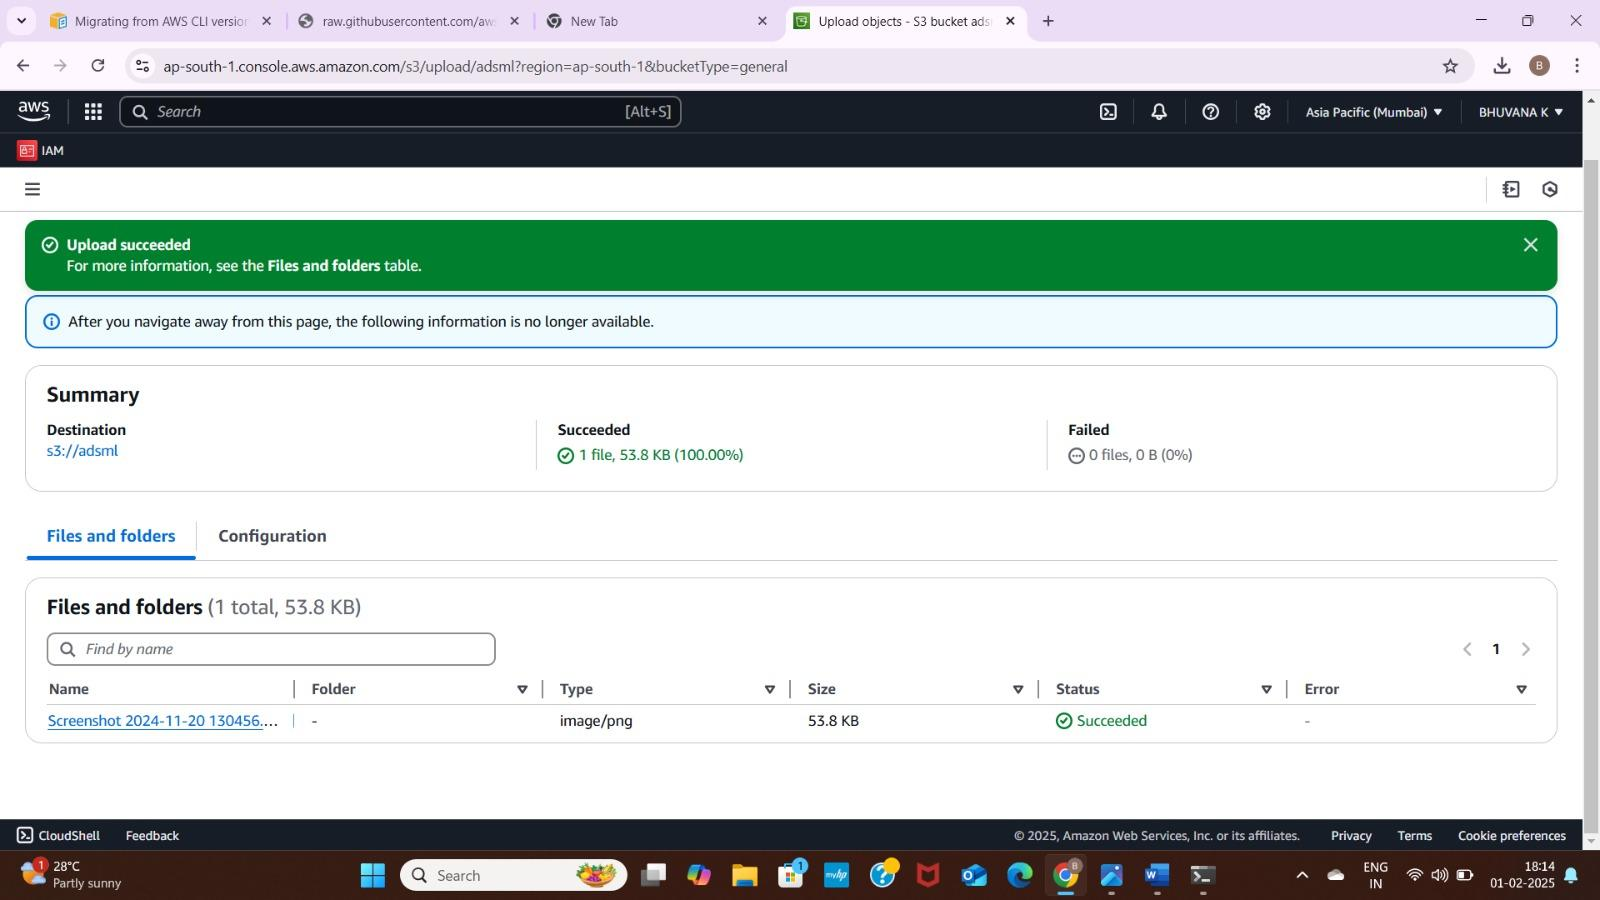 Migrating from AWS CLI version
raw.githubusercontent.com/aws
New Tab
Upload objects - S3 bucket ads
ap-south-1.console.aws.amazon.com/s3/upload/adsml?region=ap-south-1&bucketType=general
B
aws
Search
[Alt+S]
Asia Pacific (Mumbai)
BHUVANA K
IAM
Upload succeeded
For more information, see the Files and folders table.
After you navigate away from this page, the following information is no longer available.
Summary
Destination
s3://adsml
Succeeded
1 file, 53.8 KB (100.00%)
Failed
0 files, 0 B (0%)
Files and folders
Configuration
Files and folders (1 total, 53.8 KB)
Find by name
1
Name Folder Type Size Status Error
Screenshot 2024-11-20 130456.... - image/png 53.8 KB Succeeded -
CloudShell Feedback
© 2025, Amazon Web Services, Inc. or its affiliates. Privacy Terms Cookie preferences
1
28°C
Partly sunny
Search
1
myhp
B
ENG
IN
18:14
01-02-2025